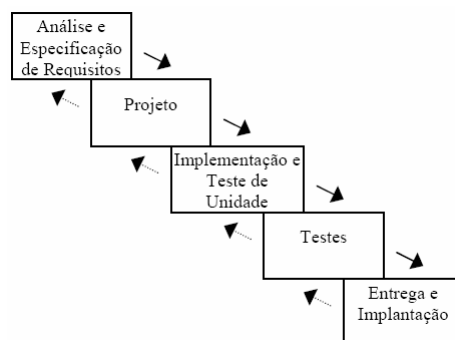 Análise e
Especificação
de Requisitos
Projeto
Implementação e
Teste de
Unidade
Testes
Entrega e
Implantação